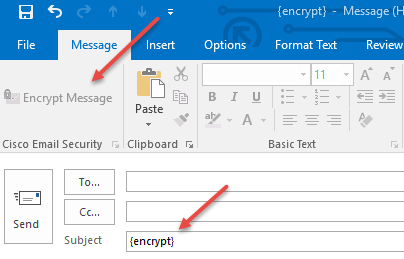 {encrypt} - Message (H
File Message Insert Options Format Text Review
Encrypt Message
Paste
11
A A
B I U
A
Cisco Email Security Clipboard Basic Text
To...
Cc...
Send
Subject {encrypt}